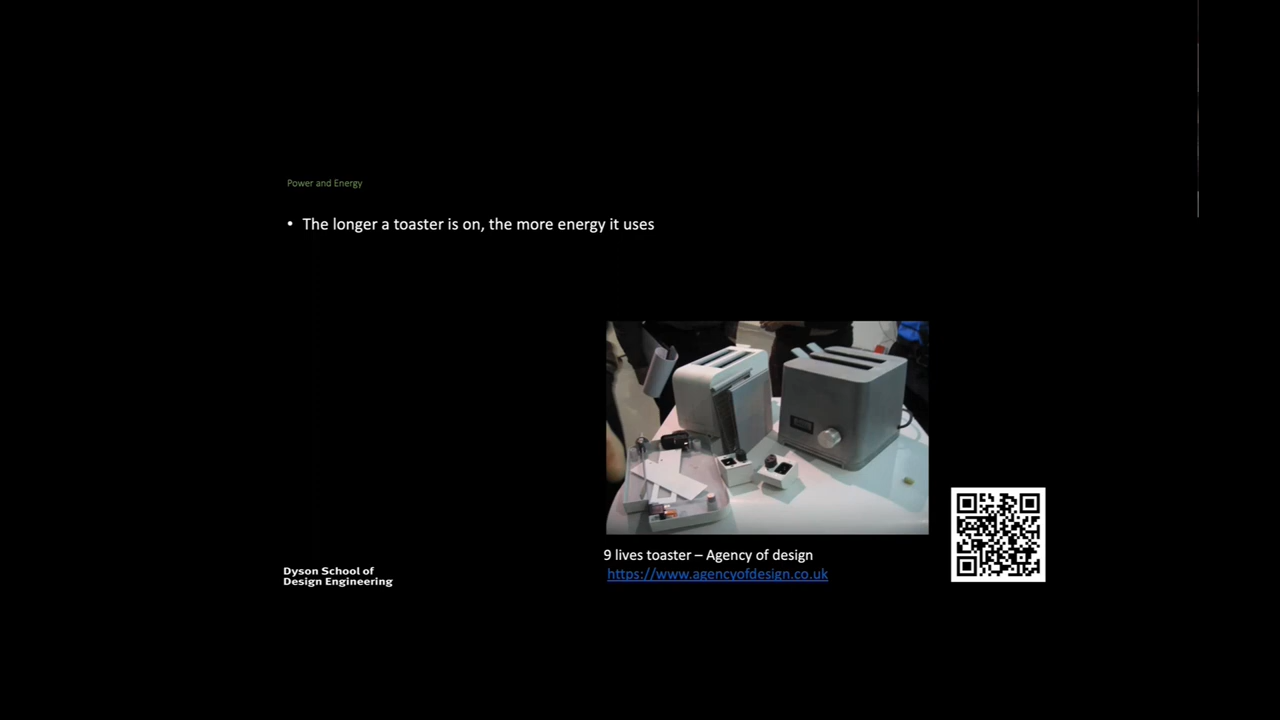 Power and Energy
• The longer a toaster is on, the more energy it uses
9 lives toaster – Agency of design
https://www.agencyofdesign.co.uk
Dyson School of
Design Engineering